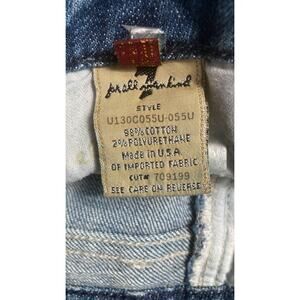 7
for all mankind
STYLE
U130C055U-055U
98% COTTON
2% POLYURETHANE
Made in U.S.A
OF IMPORTED FABRIC
CUT# 709199
SEE CARE ON REVERSE